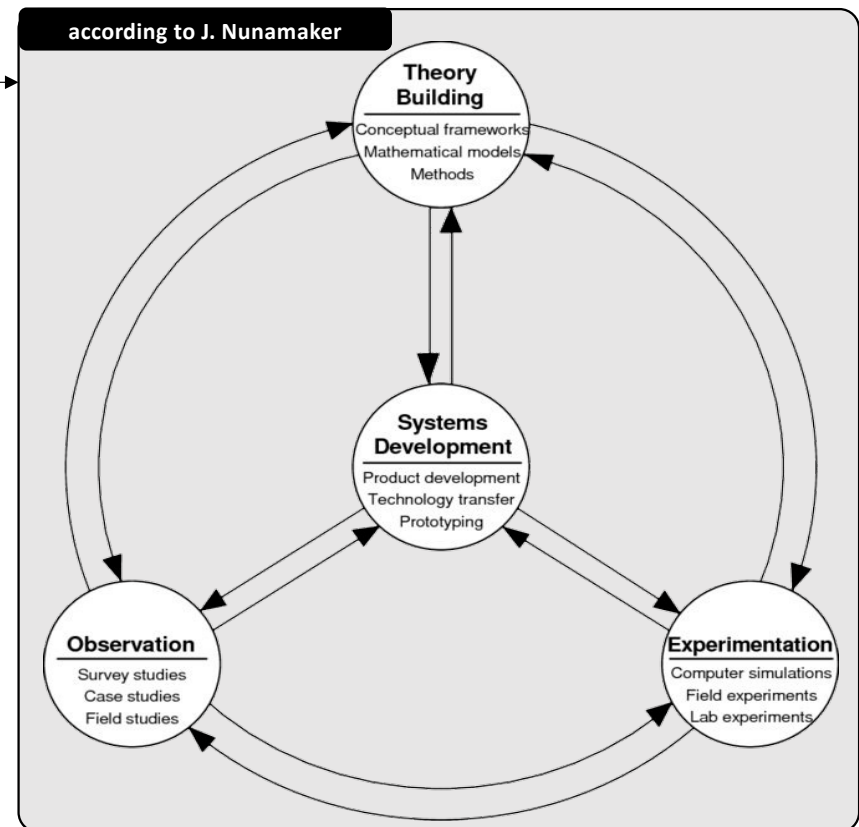 according to J. Nunamaker
Theory
Building
Conceptual frameworks
Mathematical models
Methods
Systems
Development
Product development
Technology transfer
Prototyping
Observation
Survey studies
Case studies
Field studies
Experimentation
Computer simulations
Field experiments
Lab experiments